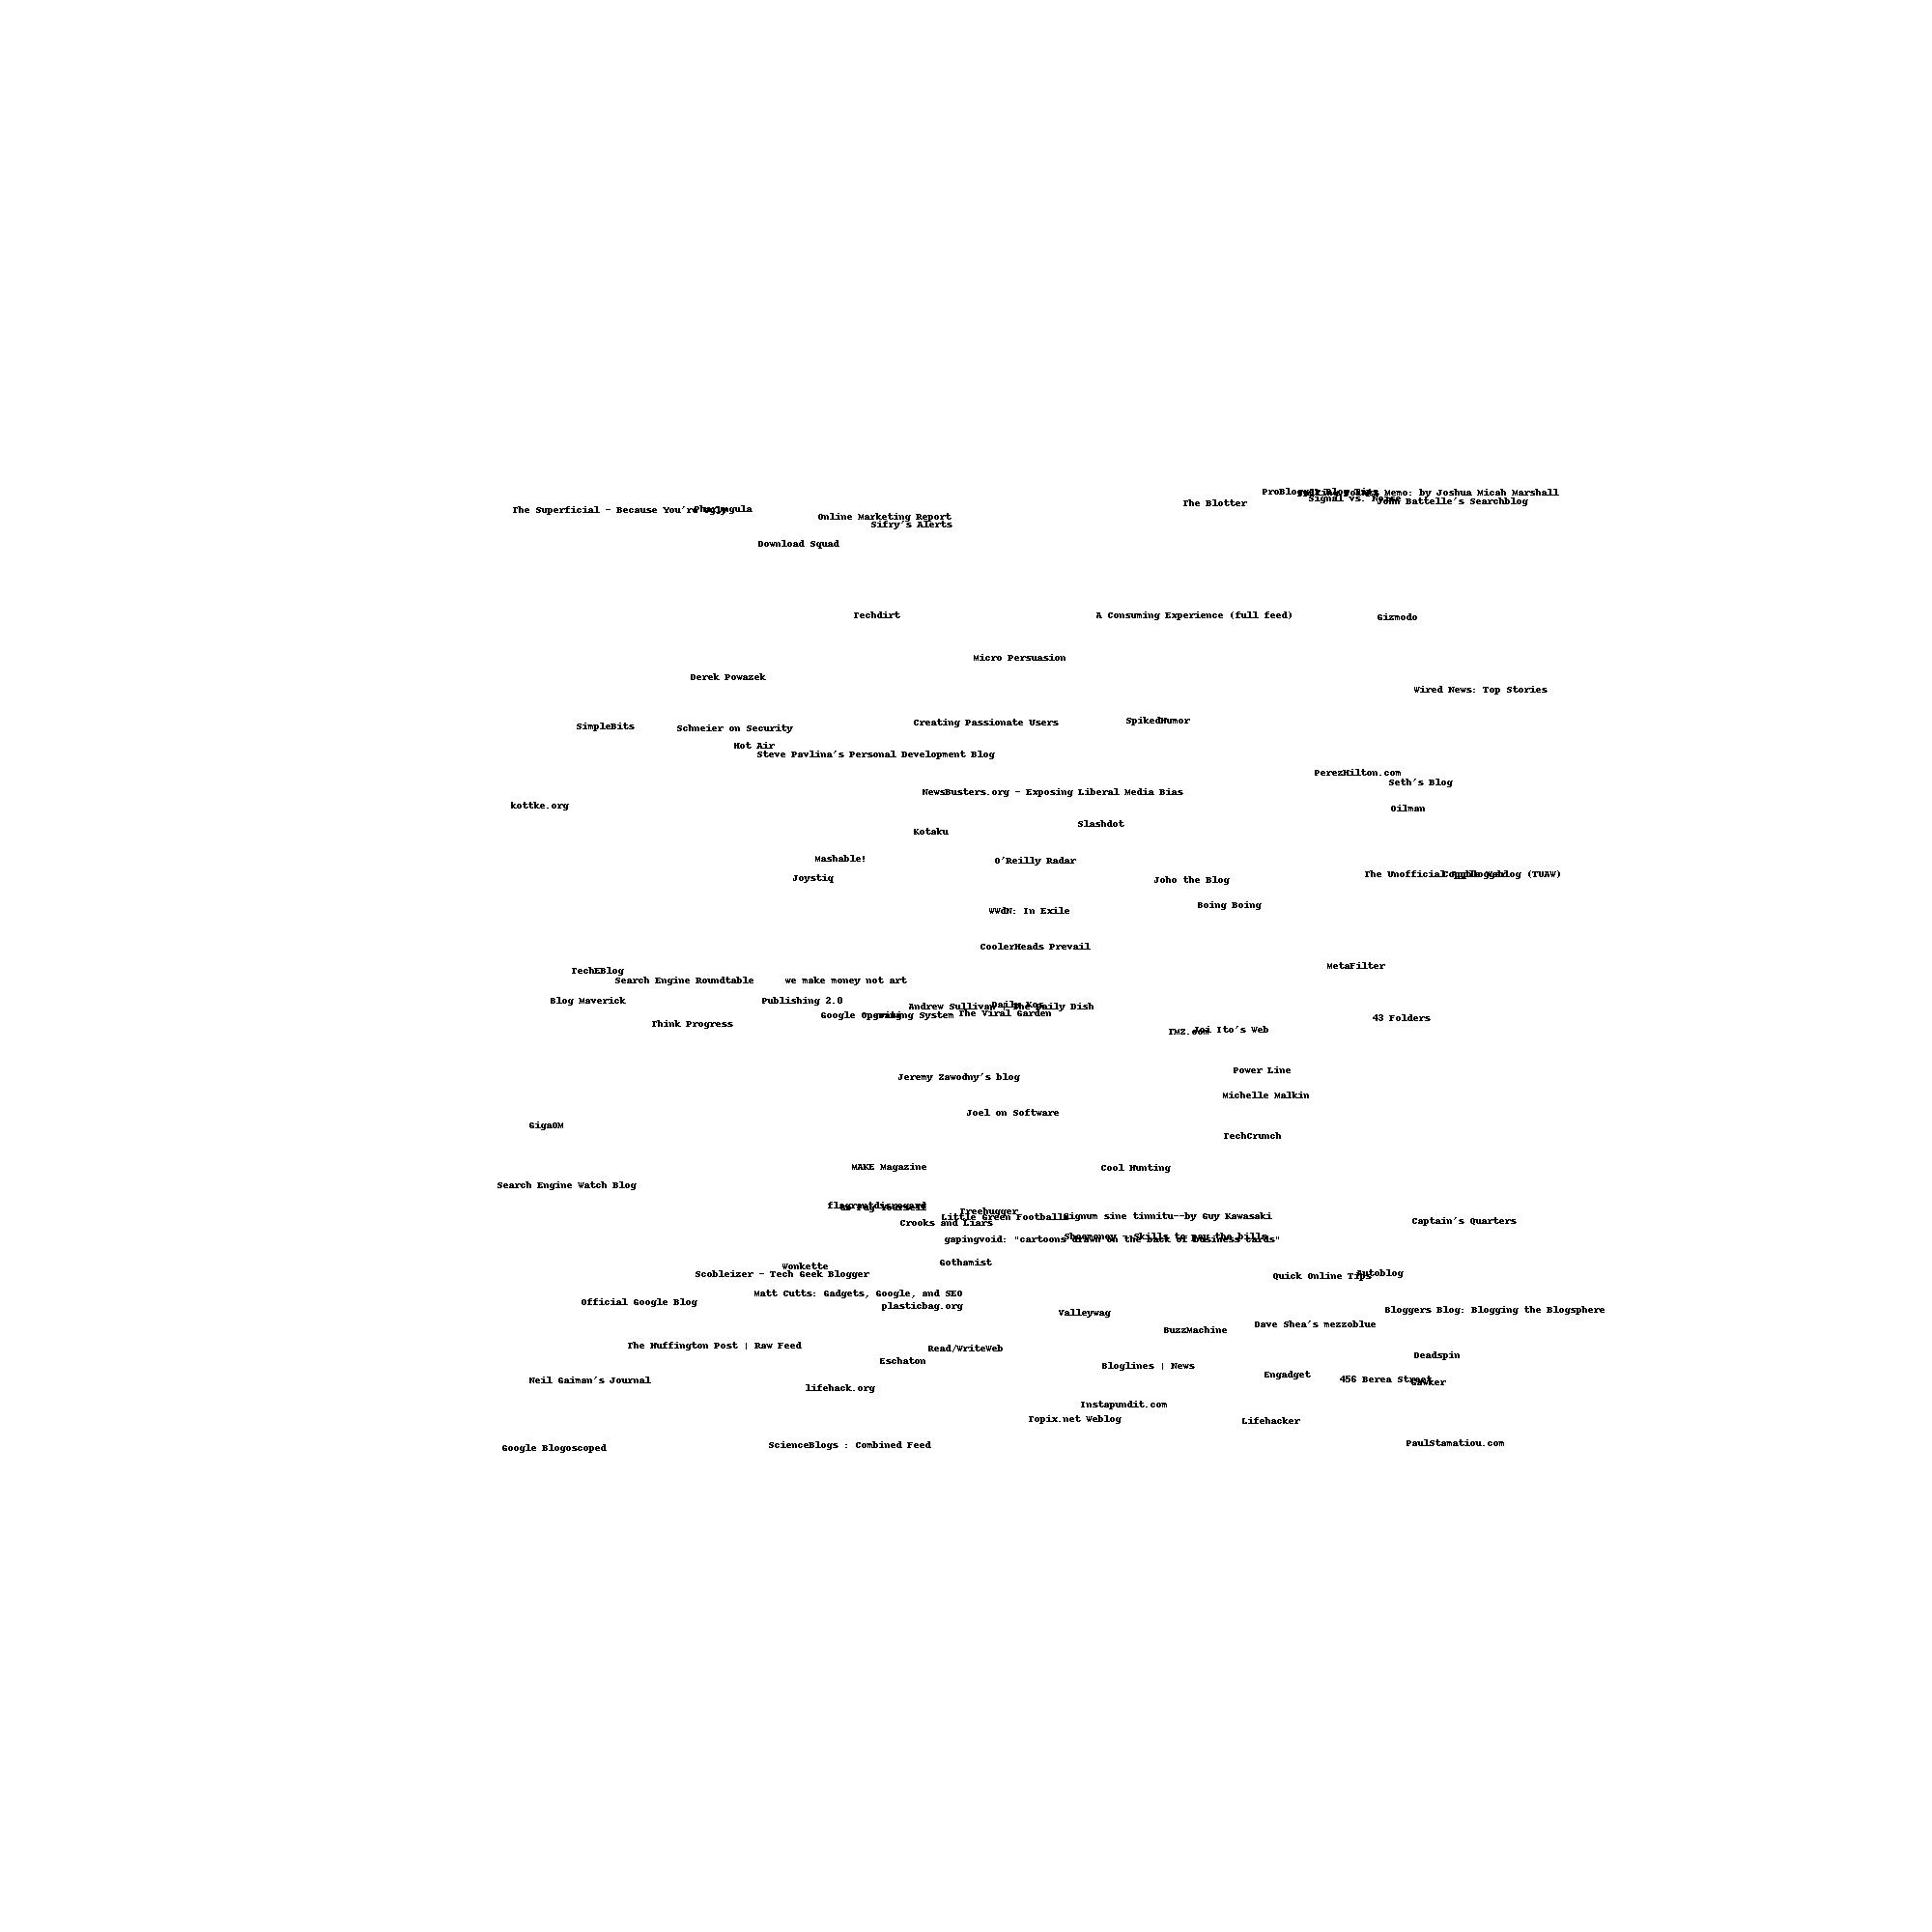 ProBlogger Blog Tips
Memo: by Joshua Micah Marshall
Signal vs. Noise
John Battelle's Searchblog
The Blotter
The Superficial - Because You're Ugly
Pharyngula
Online Marketing Report
Sifry's Alerts
Download Squad
Techdirt
A Consuming Experience (full feed)
Gizmodo
Micro Persuasion
Derek Powazek
Wired News: Top Stories
SpikedHumor
Creating Passionate Users
SimpleBits
Schneier on Security
Hot Air
Steve Pavlina's Personal Development Blog
PerezHilton.com
Seth's Blog
NewsBusters.org - Exposing Liberal Media Bias
kottke.org
Oilman
Slashdot
Kotaku
Mashable!
O'Reilly Radar
The Unofficial Apple Weblog (TUAW)
Joystiq
Joho the Blog
Boing Boing
WWdN: In Exile
CoolerHeads Prevail
MetaFilter
TechEBlog
Search Engine Roundtable
we make money not art
Blog Maverick
Publishing 2.0
Daily Kos
Andrew Sullivan | The Daily Dish
The Viral Garden
Google Operating System
43 Folders
Think Progress
TMZ.com
Joi Ito's Web
Power Line
Jeremy Zawodny's blog
Michelle Malkin
Joel on Software
GigaOM
TechCrunch
MAKE Magazine
Cool Hunting
Search Engine Watch Blog
flagrantdisregard
Go Fug Yourself
Treehugger
Little Green Footballs
Signum sine tinnitu--by Guy Kawasaki
Crooks and Liars
Captain's Quarters
Shoemoney - Skills to pay the bills
gapingvoid: "cartoons drawn on the back of business cards"
Gothamist
Wonkette
Scobleizer - Tech Geek Blogger
Autoblog
Quick Online Tips
Matt Cutts: Gadgets, Google, and SEO
Official Google Blog
plasticbag.org
Bloggers Blog: Blogging the Blogsphere
Valleywag
Dave Shea's mezzoblue
BuzzMachine
The Huffington Post | Raw Feed
Read/WriteWeb
Deadspin
Eschaton
Bloglines | News
Engadget
456 Berea Street
Neil Gaiman's Journal
Gawker
lifehack.org
Instapundit.com
Topix.net Weblog
Lifehacker
PaulStamatiou.com
ScienceBlogs : Combined Feed
Google Blogoscoped